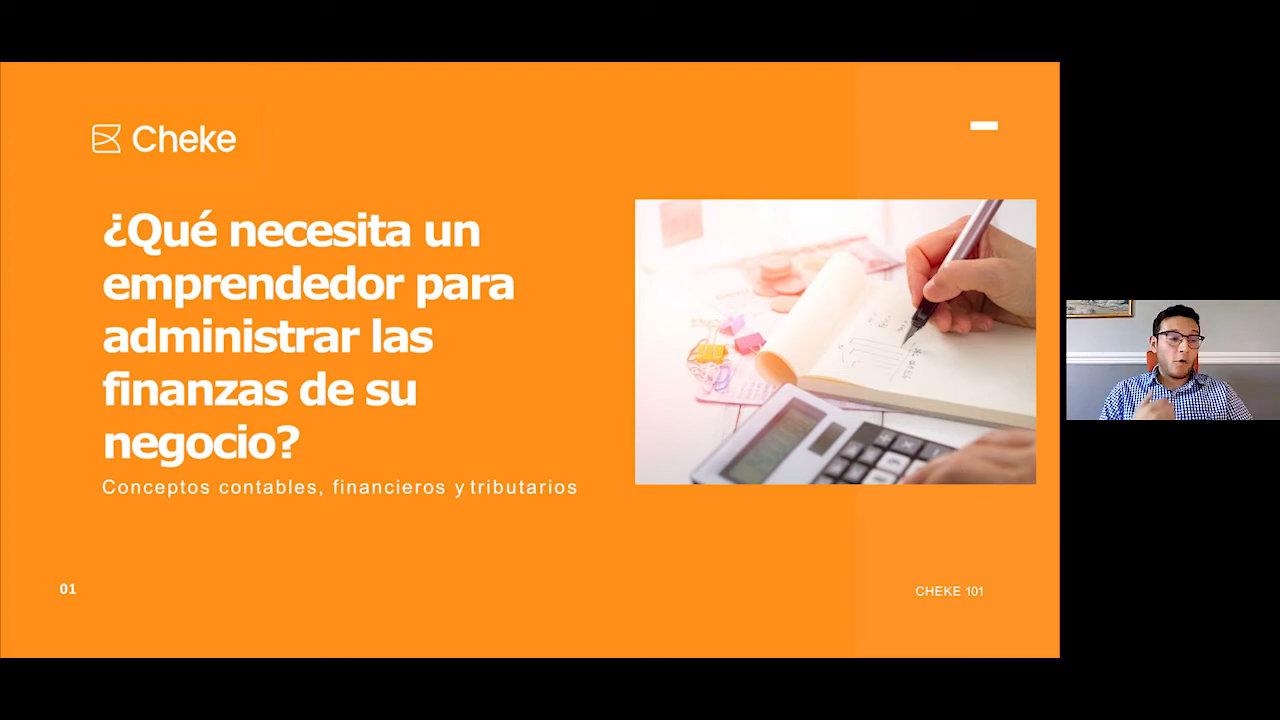 Cheke
¿Qué necesita un
emprendedor para
administrar las
finanzas de su
negocio?
Conceptos contables, financieros y tributarios
01
CHEKE 101